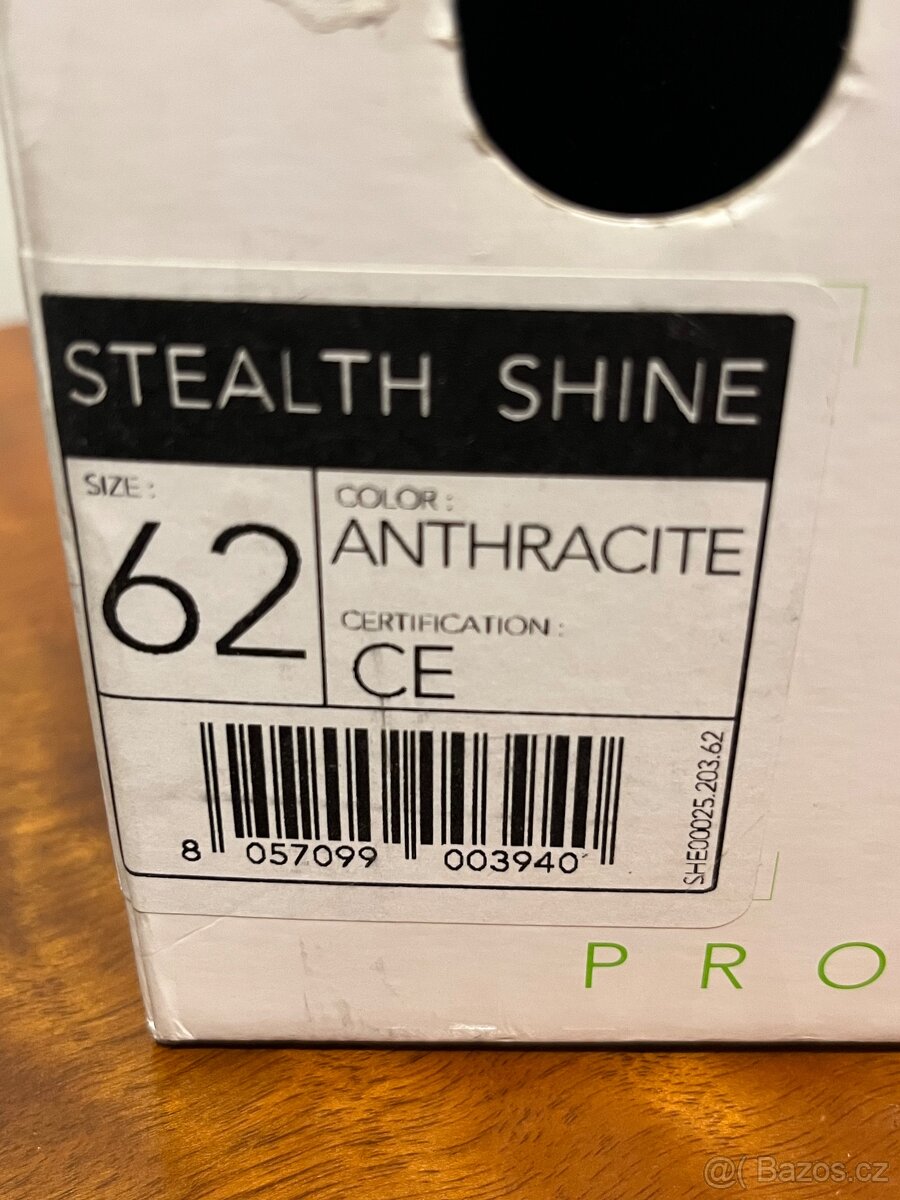 STEALTH SHINE
SIZE :
62
COLOR :
ANTHRACITE
CERTIFICATION :
CE
8 057099 003940
SHE00025.203.62
PRO
@( Bazos.cz